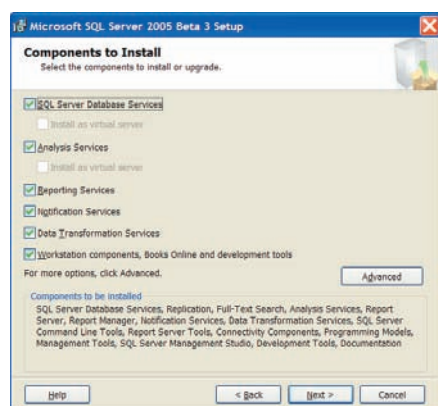 Microsoft SQL Server 2005 Beta 3 Setup
Components to Install
Select the components to install or upgrade.
SQL Server Database Services
Install as virtual server
Analysis Services
Install as virtual server
Reporting Services
Notification Services
Data Transformation Services
Workstation components, Books Online and development tools
For more options, click Advanced.
Advanced
Components to be installed
SQL Server Database Services, Replication, Full-Text Search, Analysis Services, Report
Server, Report Manager, Notification Services, Data Transformation Services, SQL Server
Command Line Tools, Report Server Tools, Connectivity Components, Programming Models,
Management Tools, SQL Server Management Studio, Development Tools, Documentation
Help
< Back
Next >
Cancel